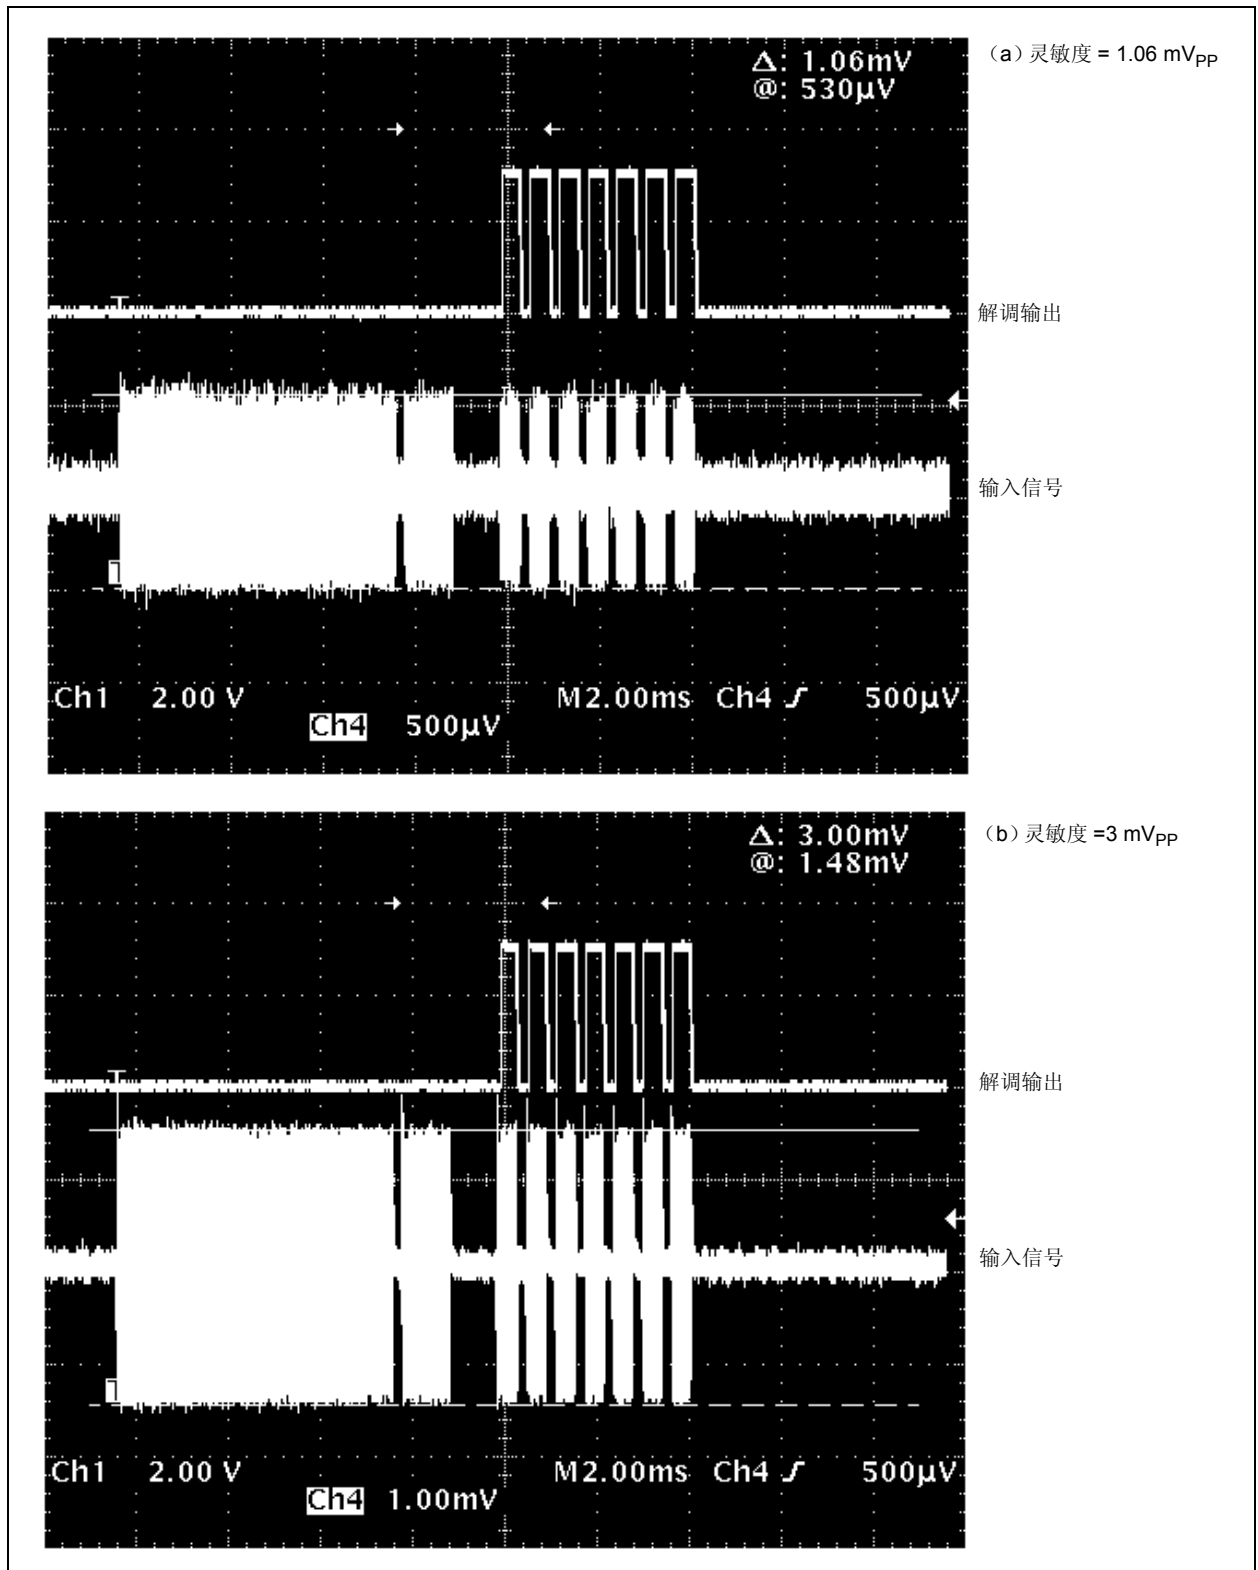 Δ: 1.06mV
@: 530µV
（a）灵敏度 = 1.06 mVPP
解调输出
输入信号
Ch1 2.00 V M2.00ms Ch4 500µV
Ch4 500µV
Δ: 3.00mV
@: 1.48mV
（b）灵敏度 =3 mVPP
解调输出
输入信号
Ch1 2.00 V M2.00ms Ch4 500µV
Ch4 1.00mV